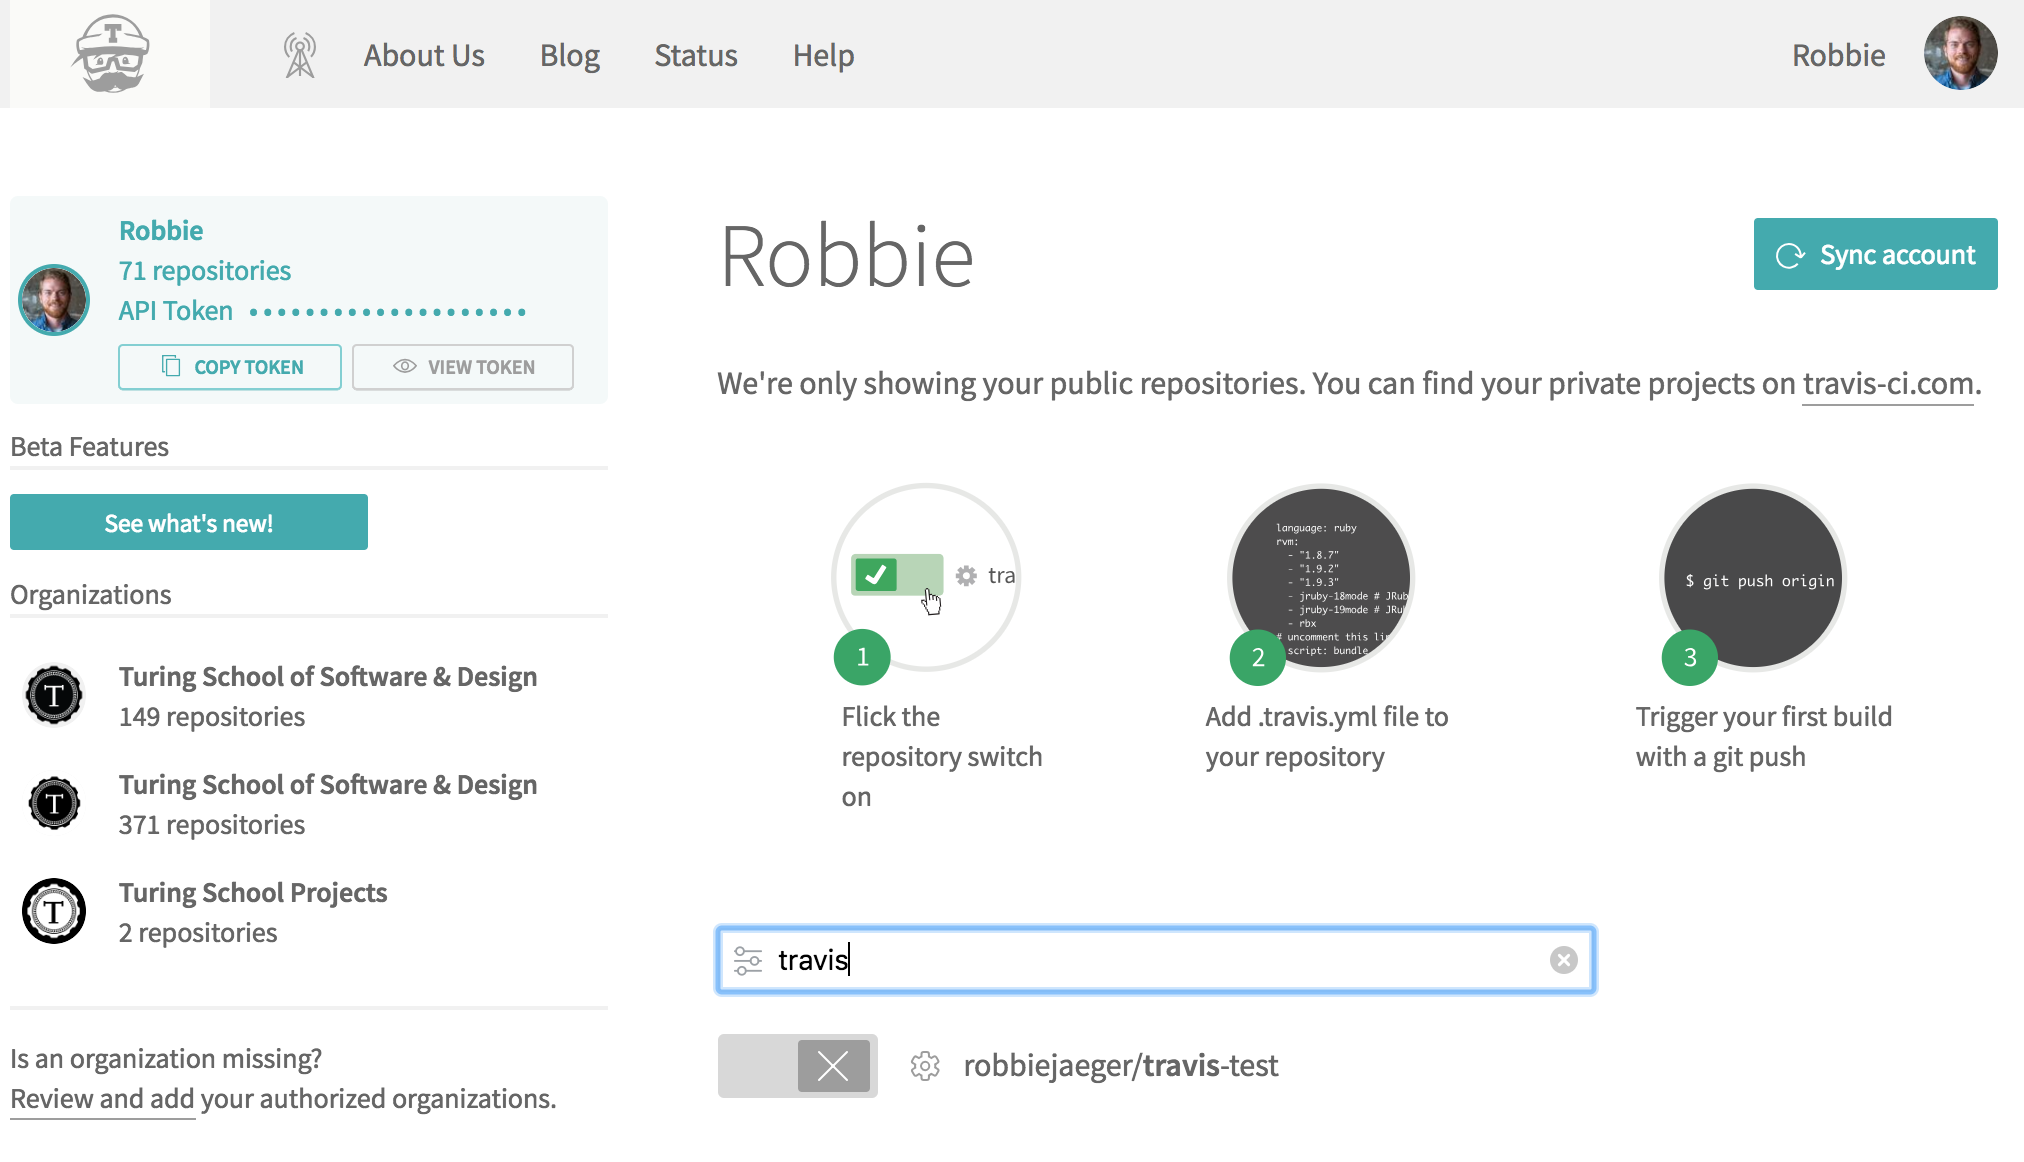 T
About Us
Blog
Status
Help
Robbie
Robbie
71 repositories
API Token
COPY TOKEN
VIEW TOKEN
Beta Features
See what's new!
Organizations
T
Turing School of Software & Design
149 repositories
T
Turing School of Software & Design
371 repositories
T
Turing School Projects
2 repositories
Is an organization missing?
Review and add your authorized organizations.
Robbie
Sync account
We're only showing your public repositories. You can find your private projects on travis-ci.com.
tra
1
Flick the
repository switch
on
language: ruby
rvm:
- "1.8.7"
- "1.9.2"
- "1.9.3"
- jruby-18mode # JRub
- jruby-19mode # JRu
- rbx
# uncomment this li
script: bundle
2
Add .travis.yml file to
your repository
$ git push origin
3
Trigger your first build
with a git push
travis
robbiejaeger/travis-test